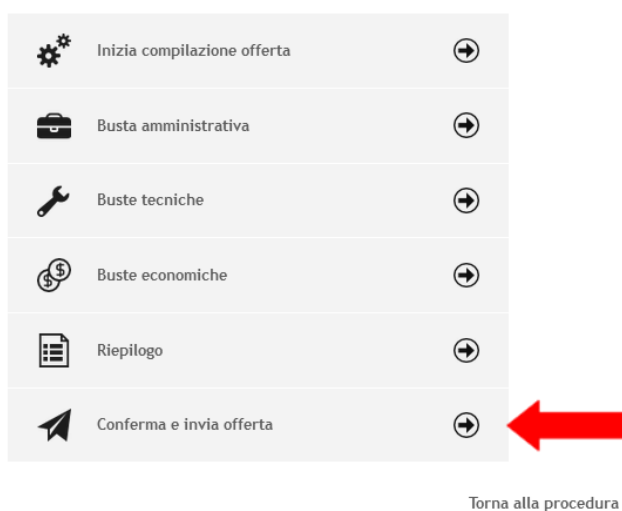 Inizia compilazione offerta
Busta amministrativa
Buste tecniche
Buste economiche
Riepilogo
Conferma e invia offerta
Torna alla procedura